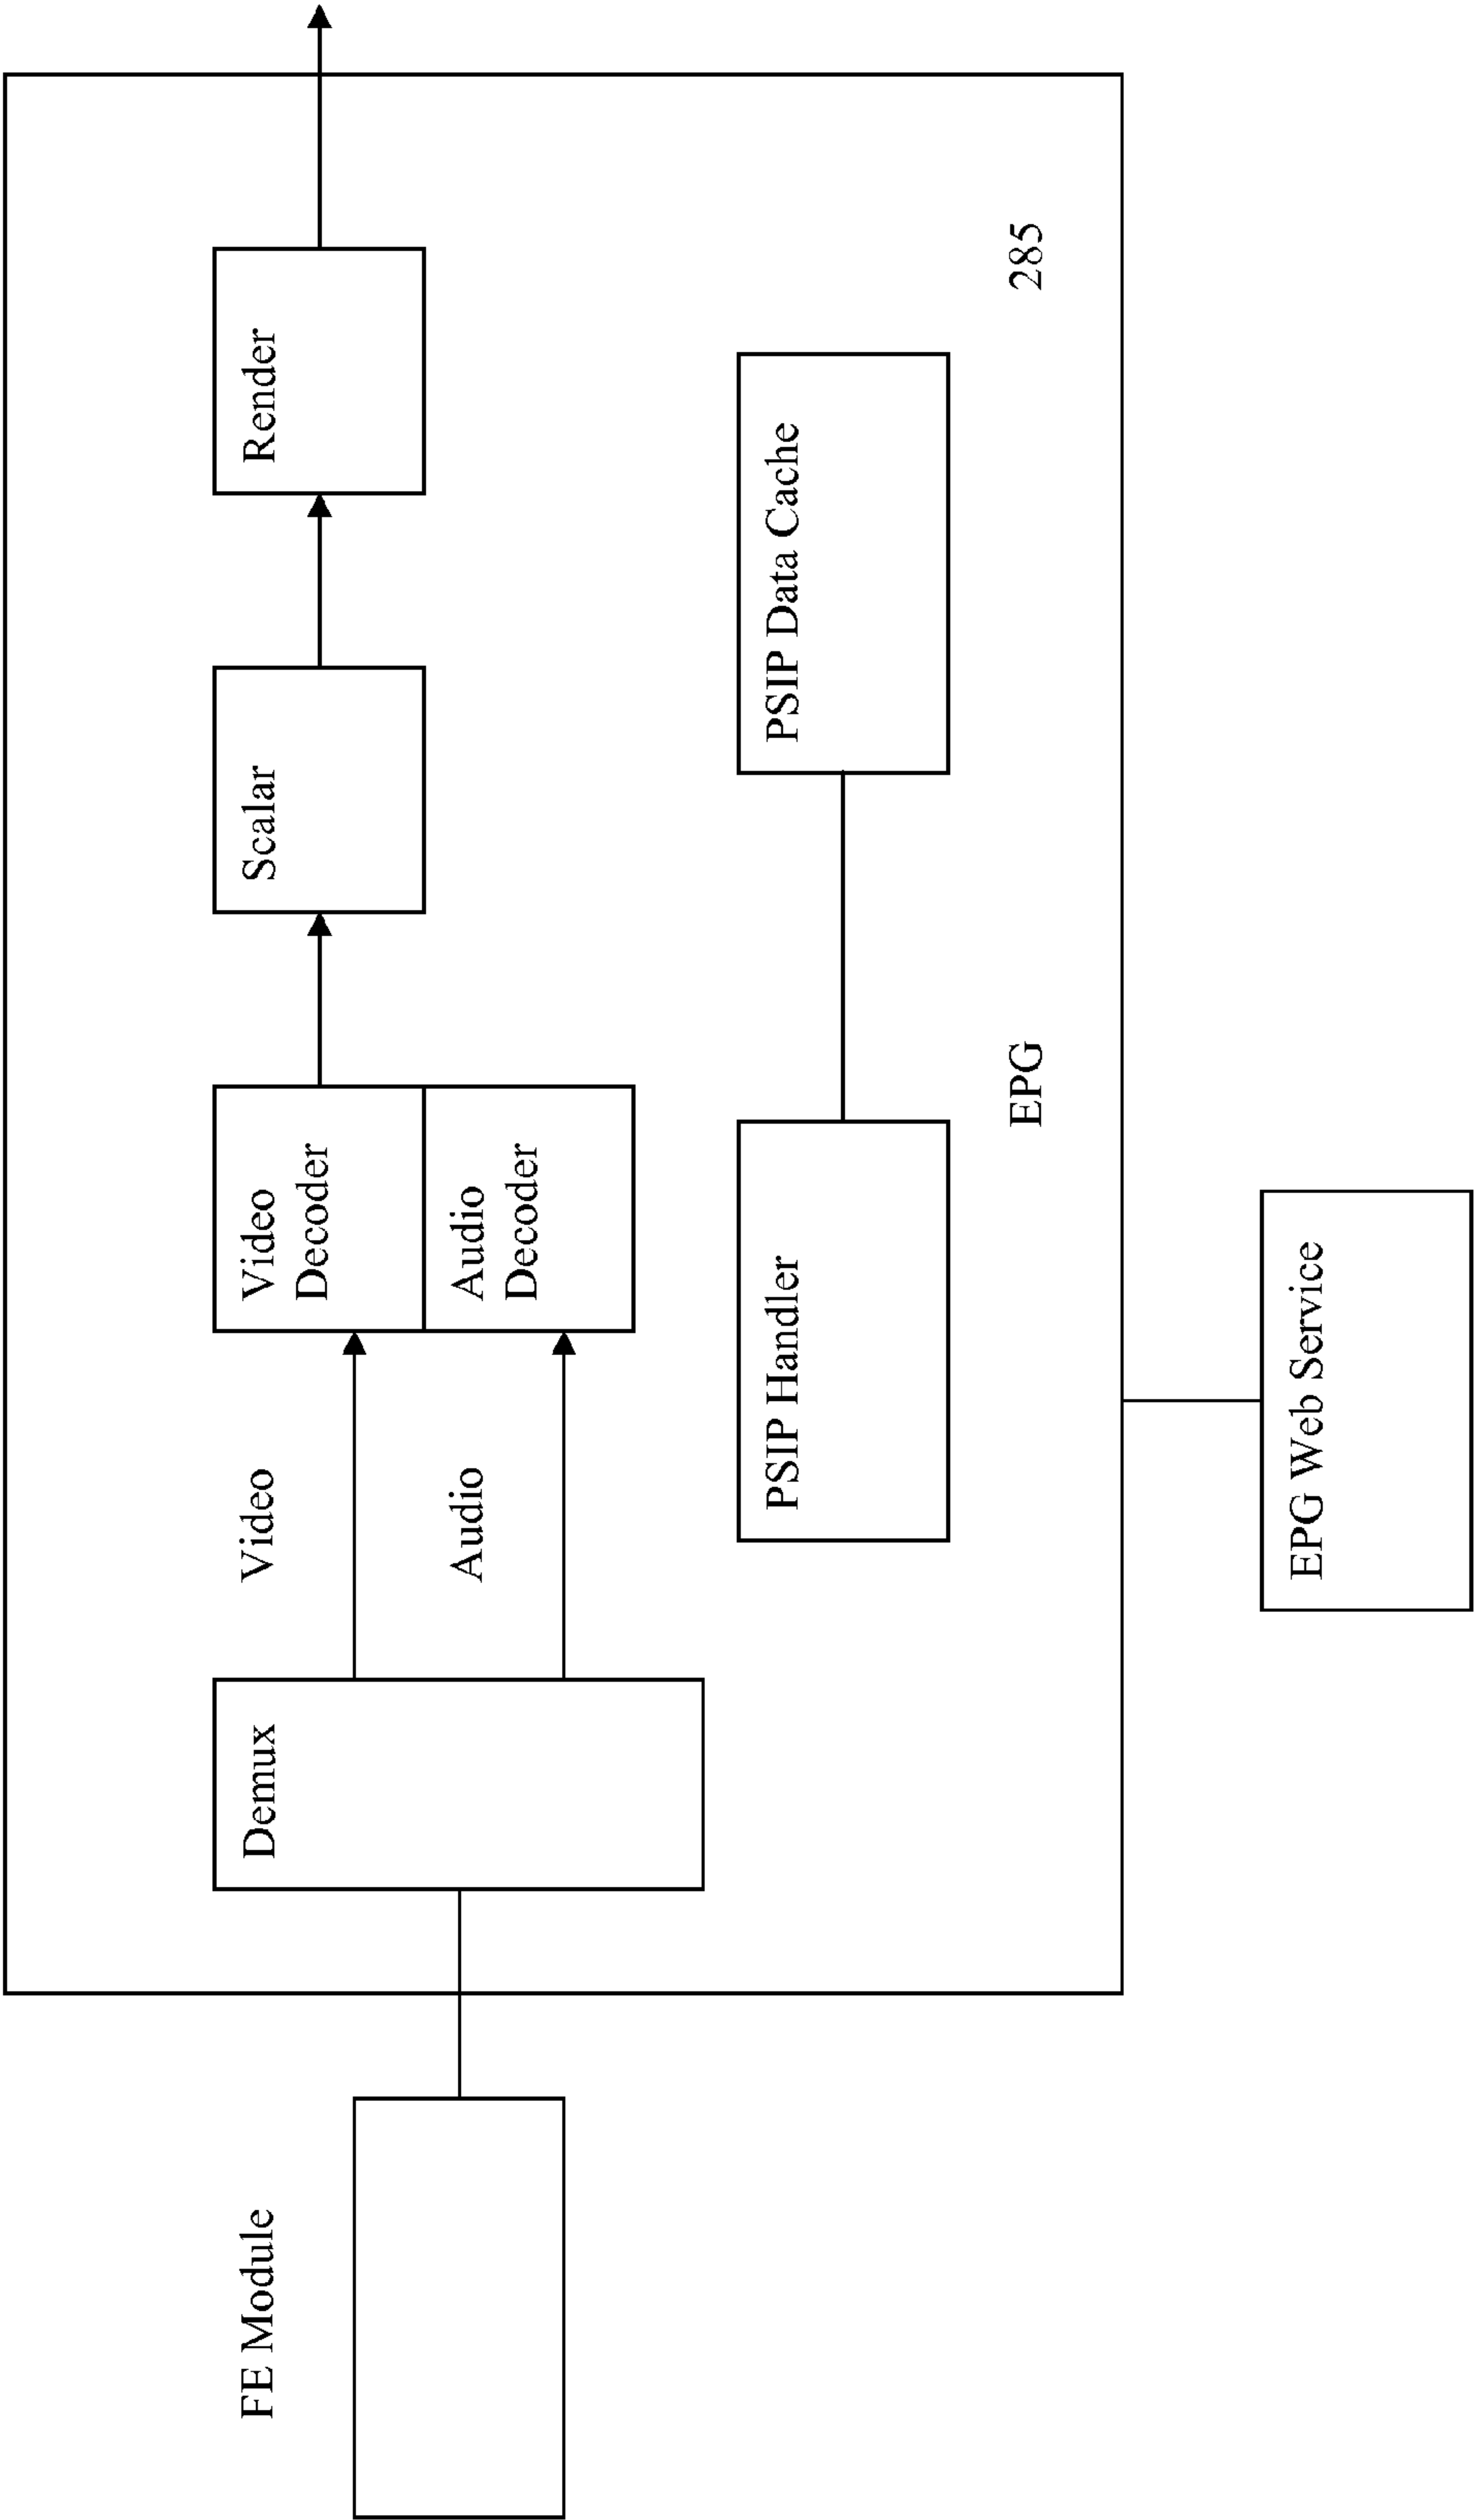 FE Module
Demux
Video
Audio
Video
Decoder
Audio
Decoder
Scalar
Render
PSIP Handler
PSIP Data Cache
EPG
285
EPG Web Service